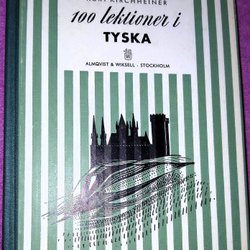 KIRCHHEINER
100 lektioner i
TYSKA
ALMQVIST & WIKSELL · STOCKHOLM